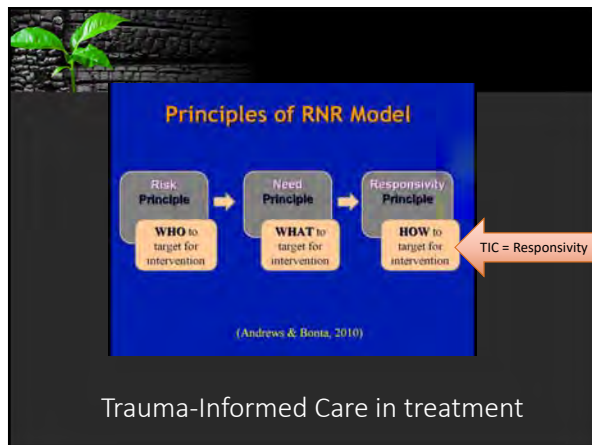 Principles of RNR Model
Risk
Principle
WHO to
target for
intervention
Need
Principle
WHAT to
target for
intervention
Responsivity
Principle
HOW to
target for
intervention
TIC = Responsivity
(Andrews & Bonta, 2010)
Trauma-Informed Care in treatment